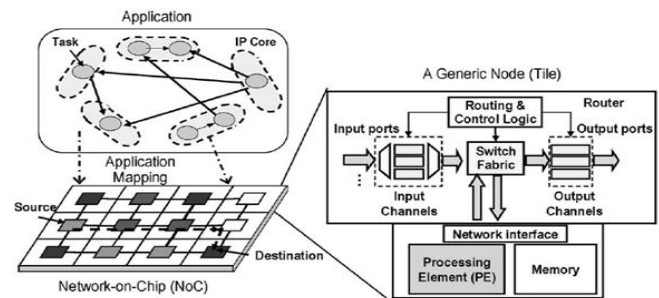 Application
Task
IP Core
Application
Mapping
Source
Destination
Network-on-Chip (NoC)
A Generic Node (Tile)
Routing &
Control Logic
Router
Input ports
Output ports
Switch
Fabric
Input
Channels
Output
Channels
Network interface
Processing
Element (PE)
Memory